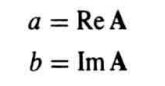 a = Re A
b = Im A